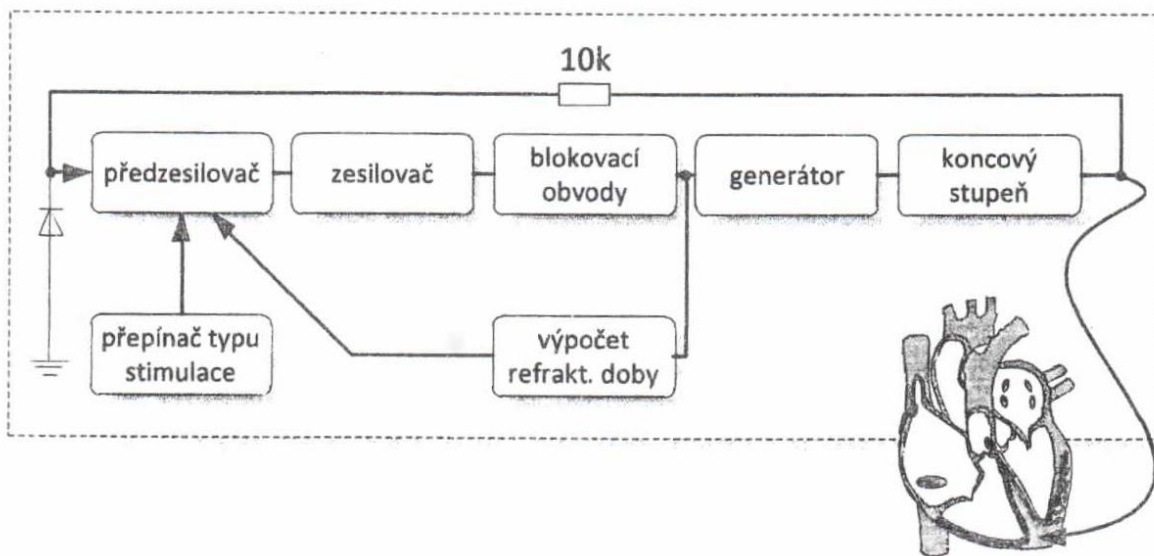 10k
předzesilovač
zesilovač
blokovací
obvody
generátor
koncový
stupeň
přepínač typu
stimulace
výpočet
refrakt. doby